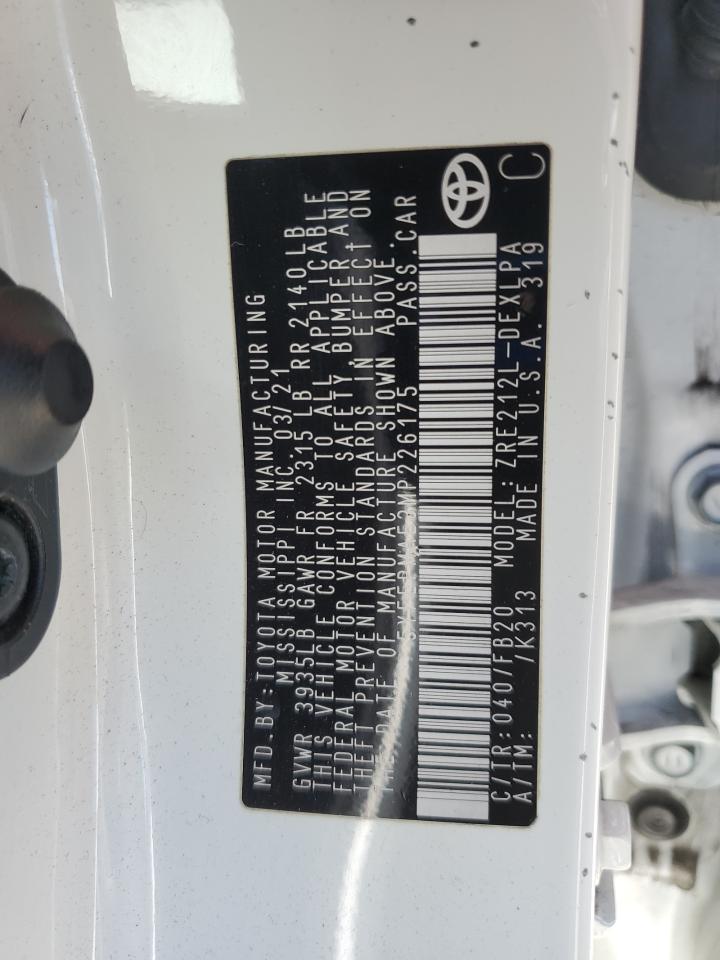 MFD.BY:TOYOTA MOTOR MANUFACTURING
MISSISSIPPI INC. 03/21
GVWR 3935LB GAWR FR 2315 LB RR 2140LB
THIS VEHICLE CONFORMS TO ALL APPLICABLE
FEDERAL MOTOR VEHICLE SAFETY BUMPER AND
THEFT PREVENTION STANDARDS IN EFFECT ON
THE DATE OF MANUFACTURE SHOWN ABOVE.
PASS.CAR
C/TR:040/FB20 MODEL:ZRE212L-DEXLPA
A/TM: /K313 MADE IN U.S.A. 319
C